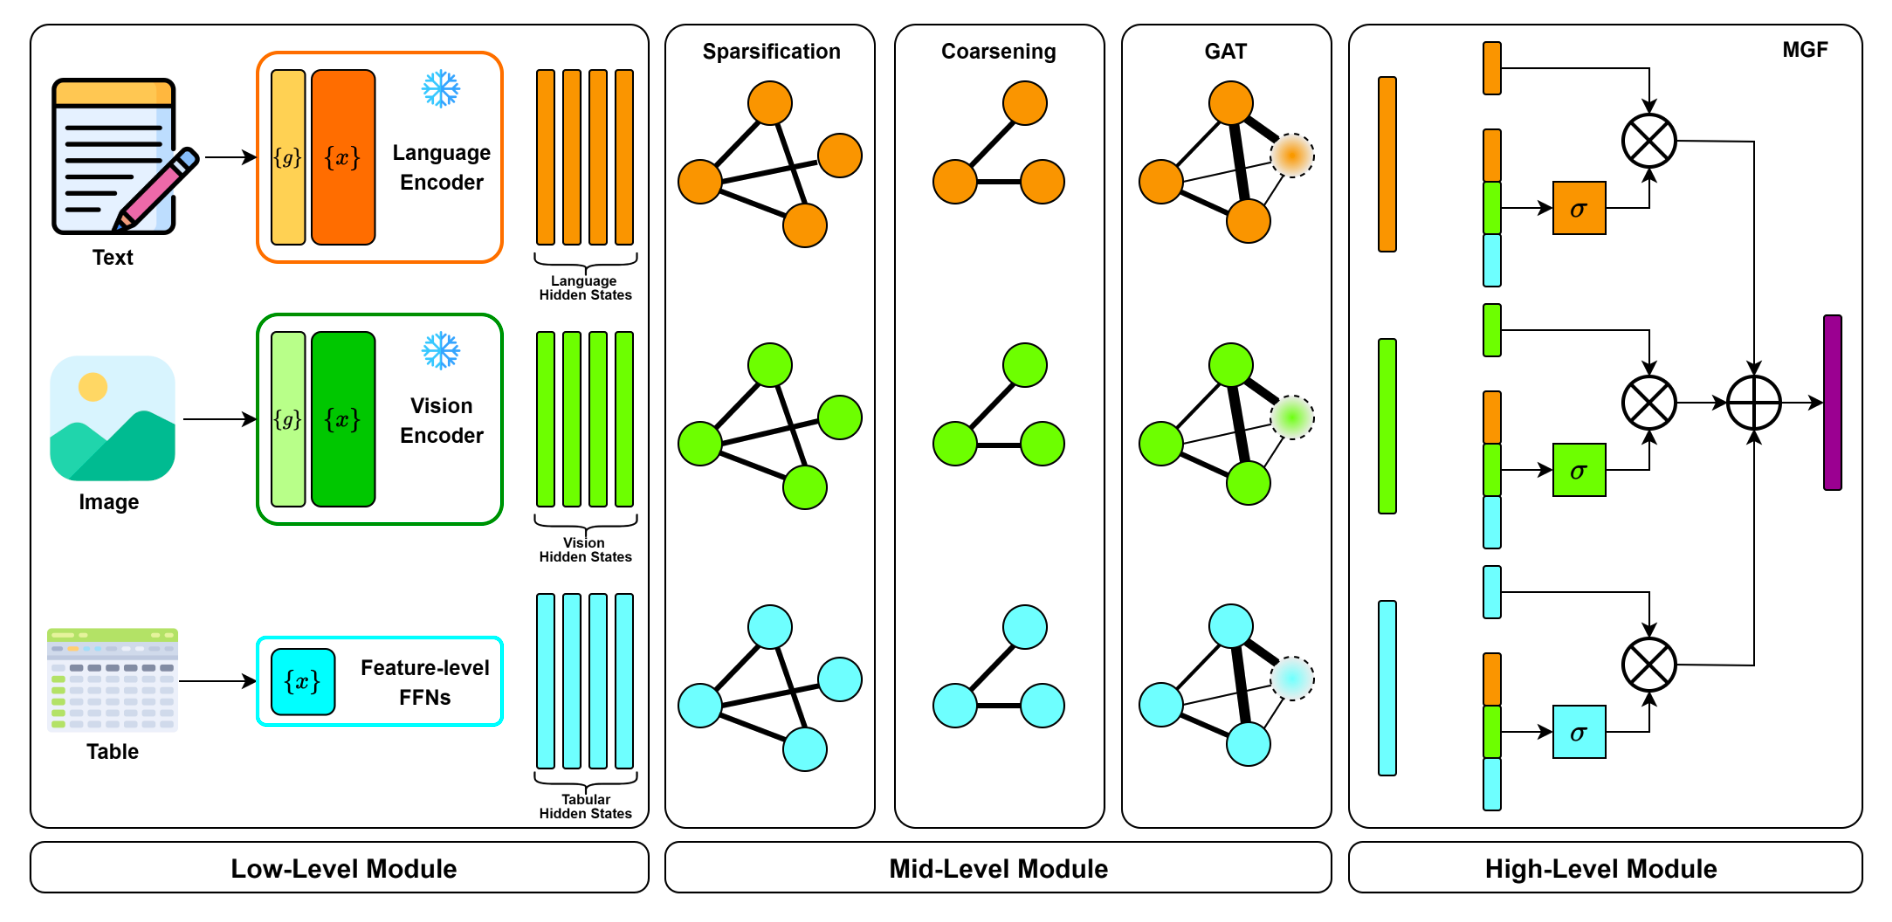 Text
{g}
{x}
Language
Encoder
Language
Hidden States
Image
{g}
{x}
Vision
Encoder
Vision
Hidden States
Table
{x}
Feature-level
FFNs
Tabular
Hidden States
Low-Level Module
Sparsification
Coarsening
GAT
Mid-Level Module
MGF
σ
σ
σ
High-Level Module